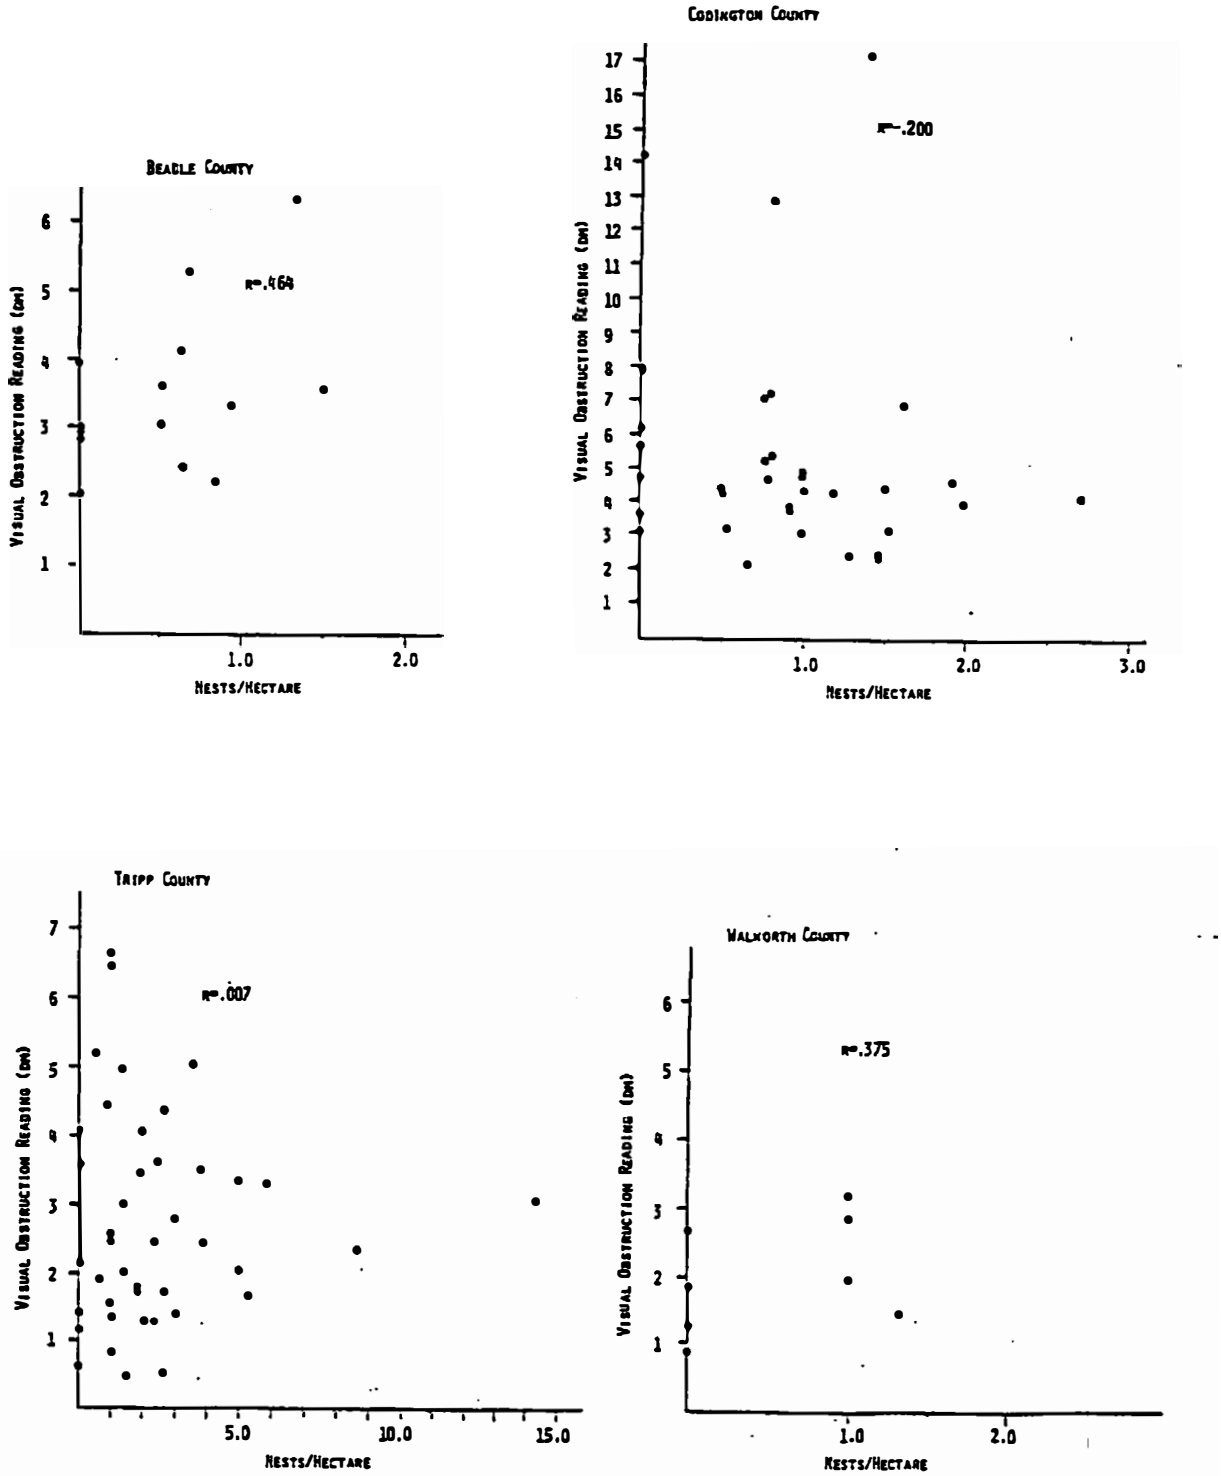 CODINGTON COUNTY
17
16
R=-.200
15
14
13
12
11
10
9
8
7
6
5
4
3
2
1
VISUAL OBSTRUCTION READING (DM)
1.0 2.0 3.0
NESTS/HECTARE
BEADLE COUNTY
6
R=.464
5
4
3
2
1
VISUAL OBSTRUCTION READING (DM)
1.0 2.0
NESTS/HECTARE
TRIPP COUNTY
7
R=.007
6
5
4
3
2
1
VISUAL OBSTRUCTION READING (DM)
5.0 10.0 15.0
NESTS/HECTARE
WALWORTH COUNTY
6
R=.375
5
4
3
2
1
VISUAL OBSTRUCTION READING (DM)
1.0 2.0
NESTS/HECTARE